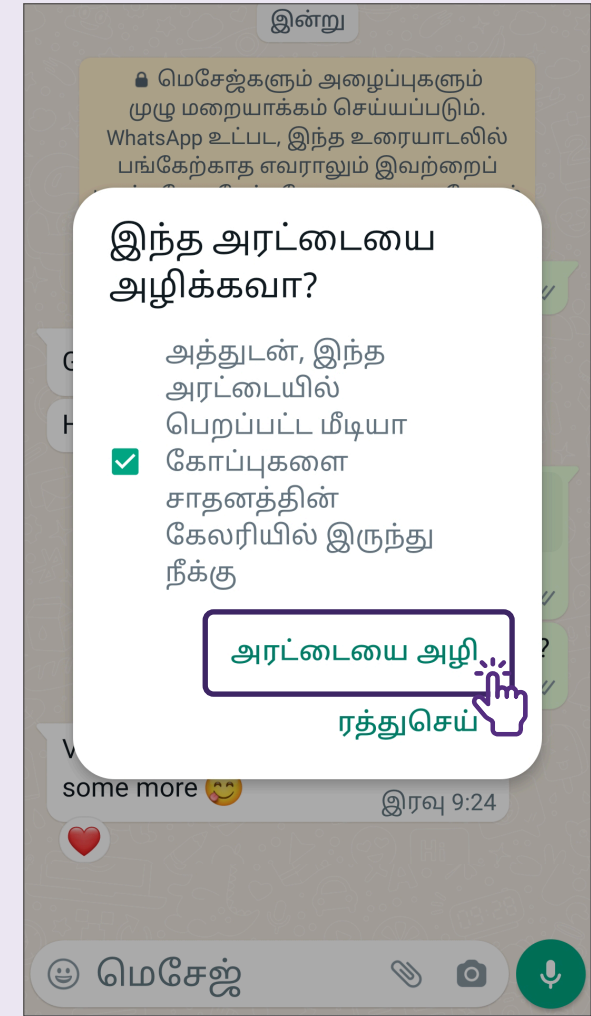 இன்று
மெசேஜ்களும் அழைப்புகளும்
முழு மறையாக்கம் செய்யப்படும்.
WhatsApp உட்பட, இந்த உரையாடலில்
பங்கேற்காத எவராலும் இவற்றைப்
இந்த அரட்டையை
அழிக்கவா?
அத்துடன், இந்த
அரட்டையில்
பெறப்பட்ட மீடியா
கோப்புகளை
சாதனத்தின்
கேலரியில் இருந்து
நீக்கு
அரட்டையை அழி
ரத்துசெய்
some more 😋
இரவு 9:24
மெசேஜ்